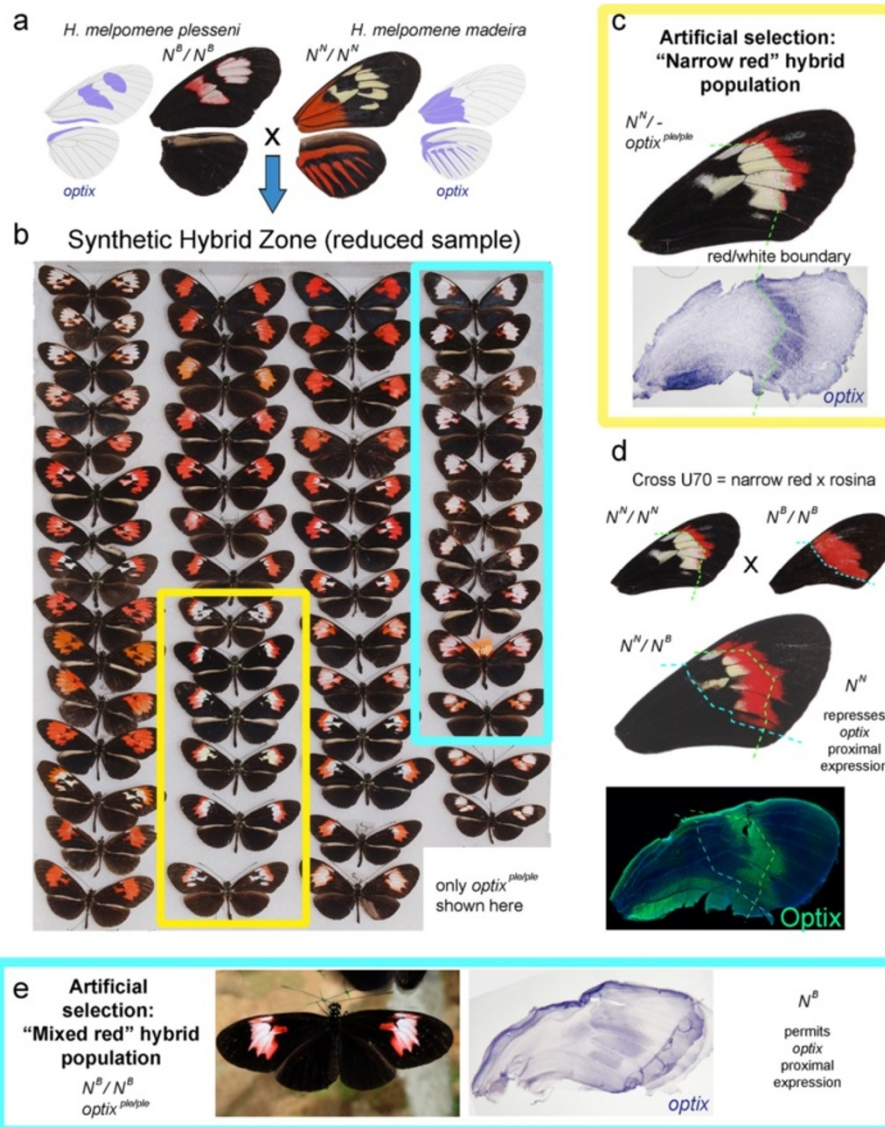 a
H. melpomene plesseni
H. melpomene madeira
N^B/ N^B
N^N/ N^N
X
optix
optix
b
Synthetic Hybrid Zone (reduced sample)
only optix^ple/ple
shown here
c
Artificial selection:
“Narrow red” hybrid
population
N^N/ -
optix^ple/ple
red/white boundary
optix
d
Cross U70 = narrow red x rosina
N^N/ N^N
N^B/ N^B
X
N^N/ N^B
N^N
represses
optix
proximal
expression
Optix
e
Artificial
selection:
“Mixed red” hybrid
population
N^B/ N^B
optix^ple/ple
optix
N^B
permits
optix
proximal
expression